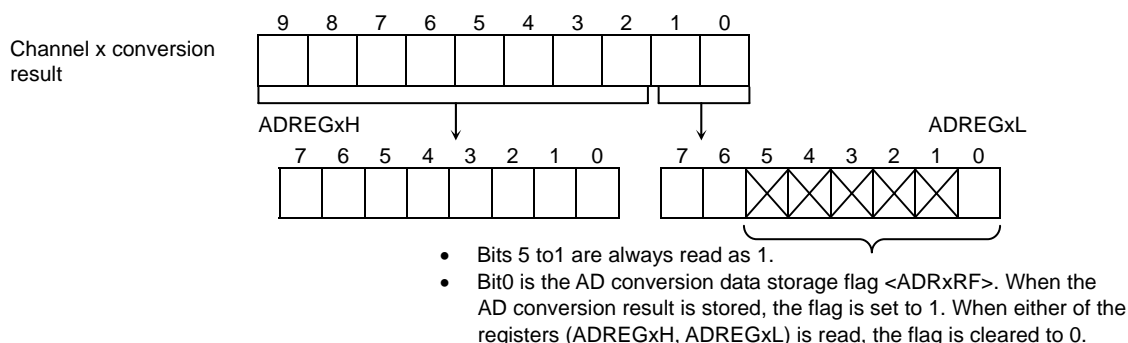 9 8 7 6 5 4 3 2 1 0
Channel x conversion
result
ADREGxH
ADREGxL
7 6 5 4 3 2 1 0
7 6 5 4 3 2 1 0
• Bits 5 to1 are always read as 1.
• Bit0 is the AD conversion data storage flag <ADRxRF>. When the
AD conversion result is stored, the flag is set to 1. When either of the
registers (ADREGxH, ADREGxL) is read, the flag is cleared to 0.